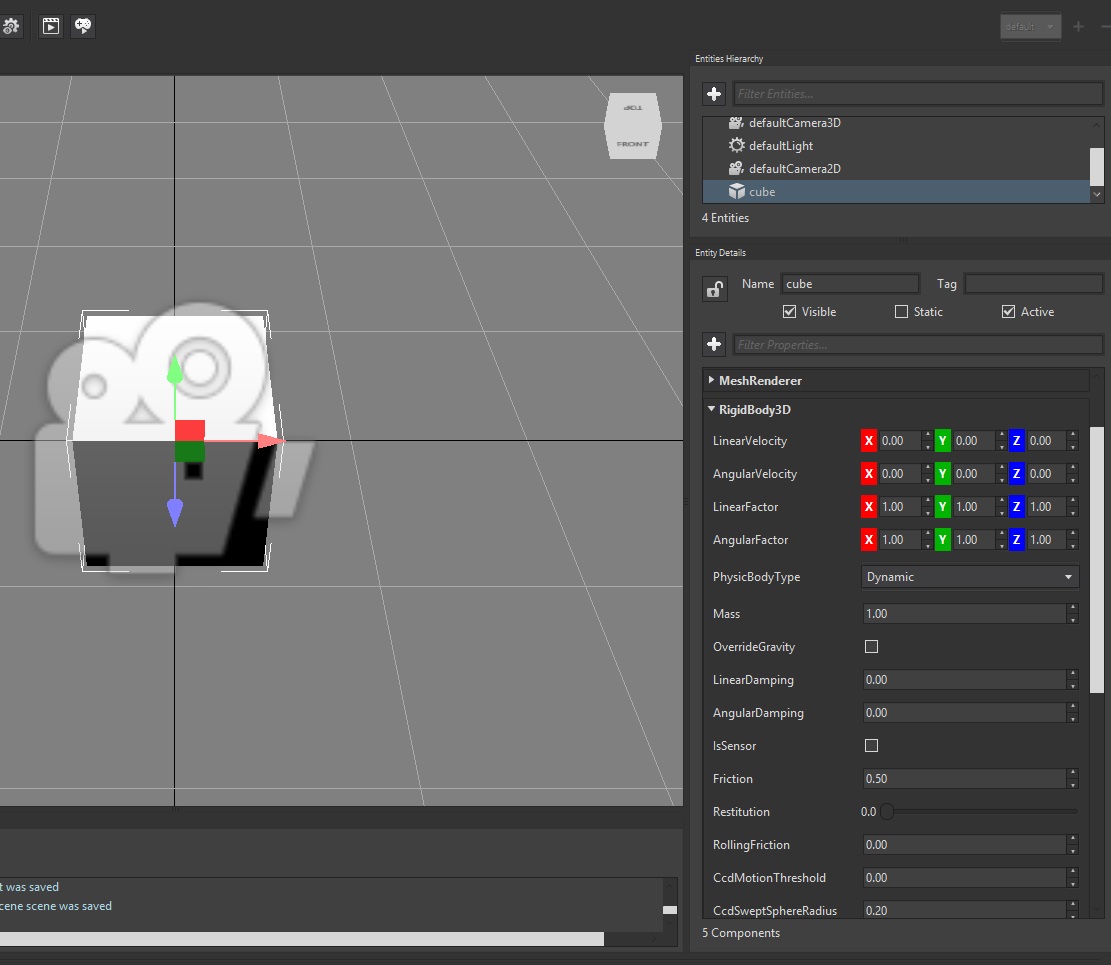 default
Entities Hierarchy
Filter Entities...
defaultCamera3D
defaultLight
defaultCamera2D
cube
4 Entities
TOP
FRONT
Entity Details
Name cube Tag
Visible Static Active
Filter Properties...
MeshRenderer
RigidBody3D
LinearVelocity X 0.00 Y 0.00 Z 0.00
AngularVelocity X 0.00 Y 0.00 Z 0.00
LinearFactor X 1.00 Y 1.00 Z 1.00
AngularFactor X 1.00 Y 1.00 Z 1.00
PhysicBodyType Dynamic
Mass 1.00
OverrideGravity
LinearDamping 0.00
AngularDamping 0.00
IsSensor
Friction 0.50
Restitution 0.0
RollingFriction 0.00
CcdMotionThreshold 0.00
CcdSweptSphereRadius 0.20
5 Components
t was saved
cene scene was saved